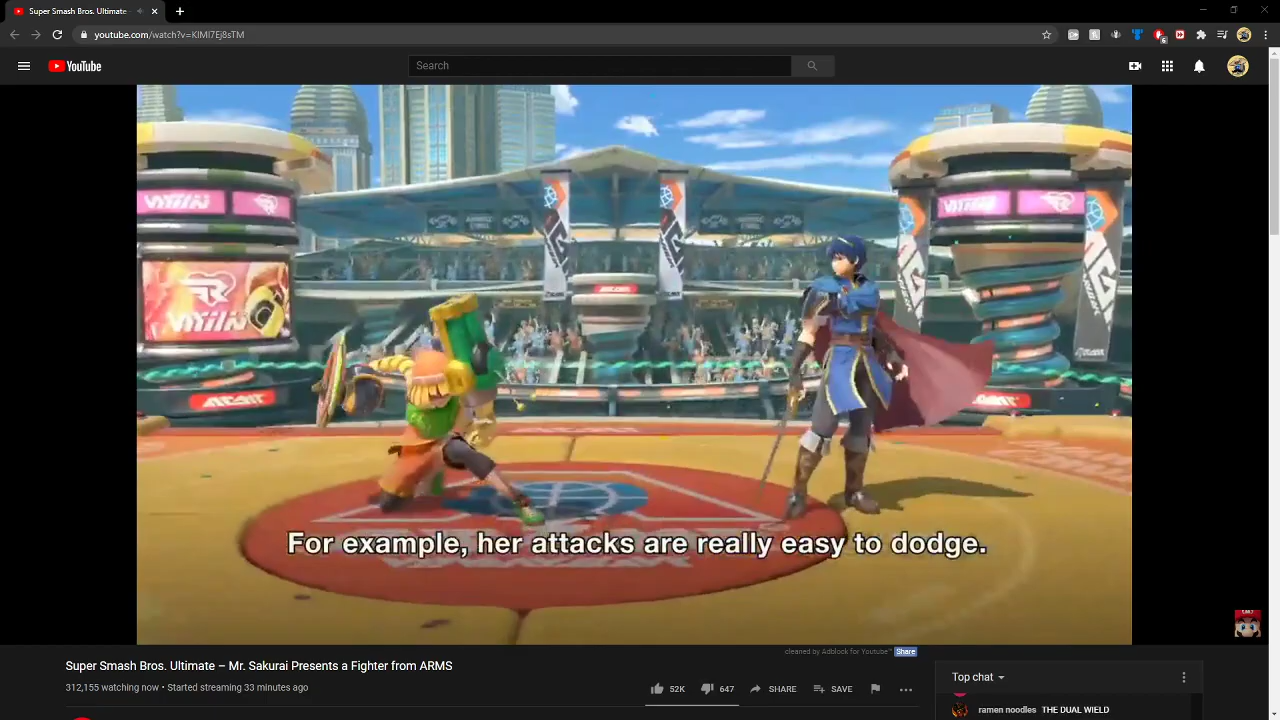 Super Smash Bros. Ultimate -
youtube.com/watch?v=KIMl7Ej8sTM
6
YouTube
Search
For example, her attacks are really easy to dodge.
cleaned by Adblock for Youtube™ Share
Super Smash Bros. Ultimate – Mr. Sakurai Presents a Fighter from ARMS
312,155 watching now • Started streaming 33 minutes ago
52K 647 SHARE SAVE
Top chat
ramen noodles THE DUAL WIELD